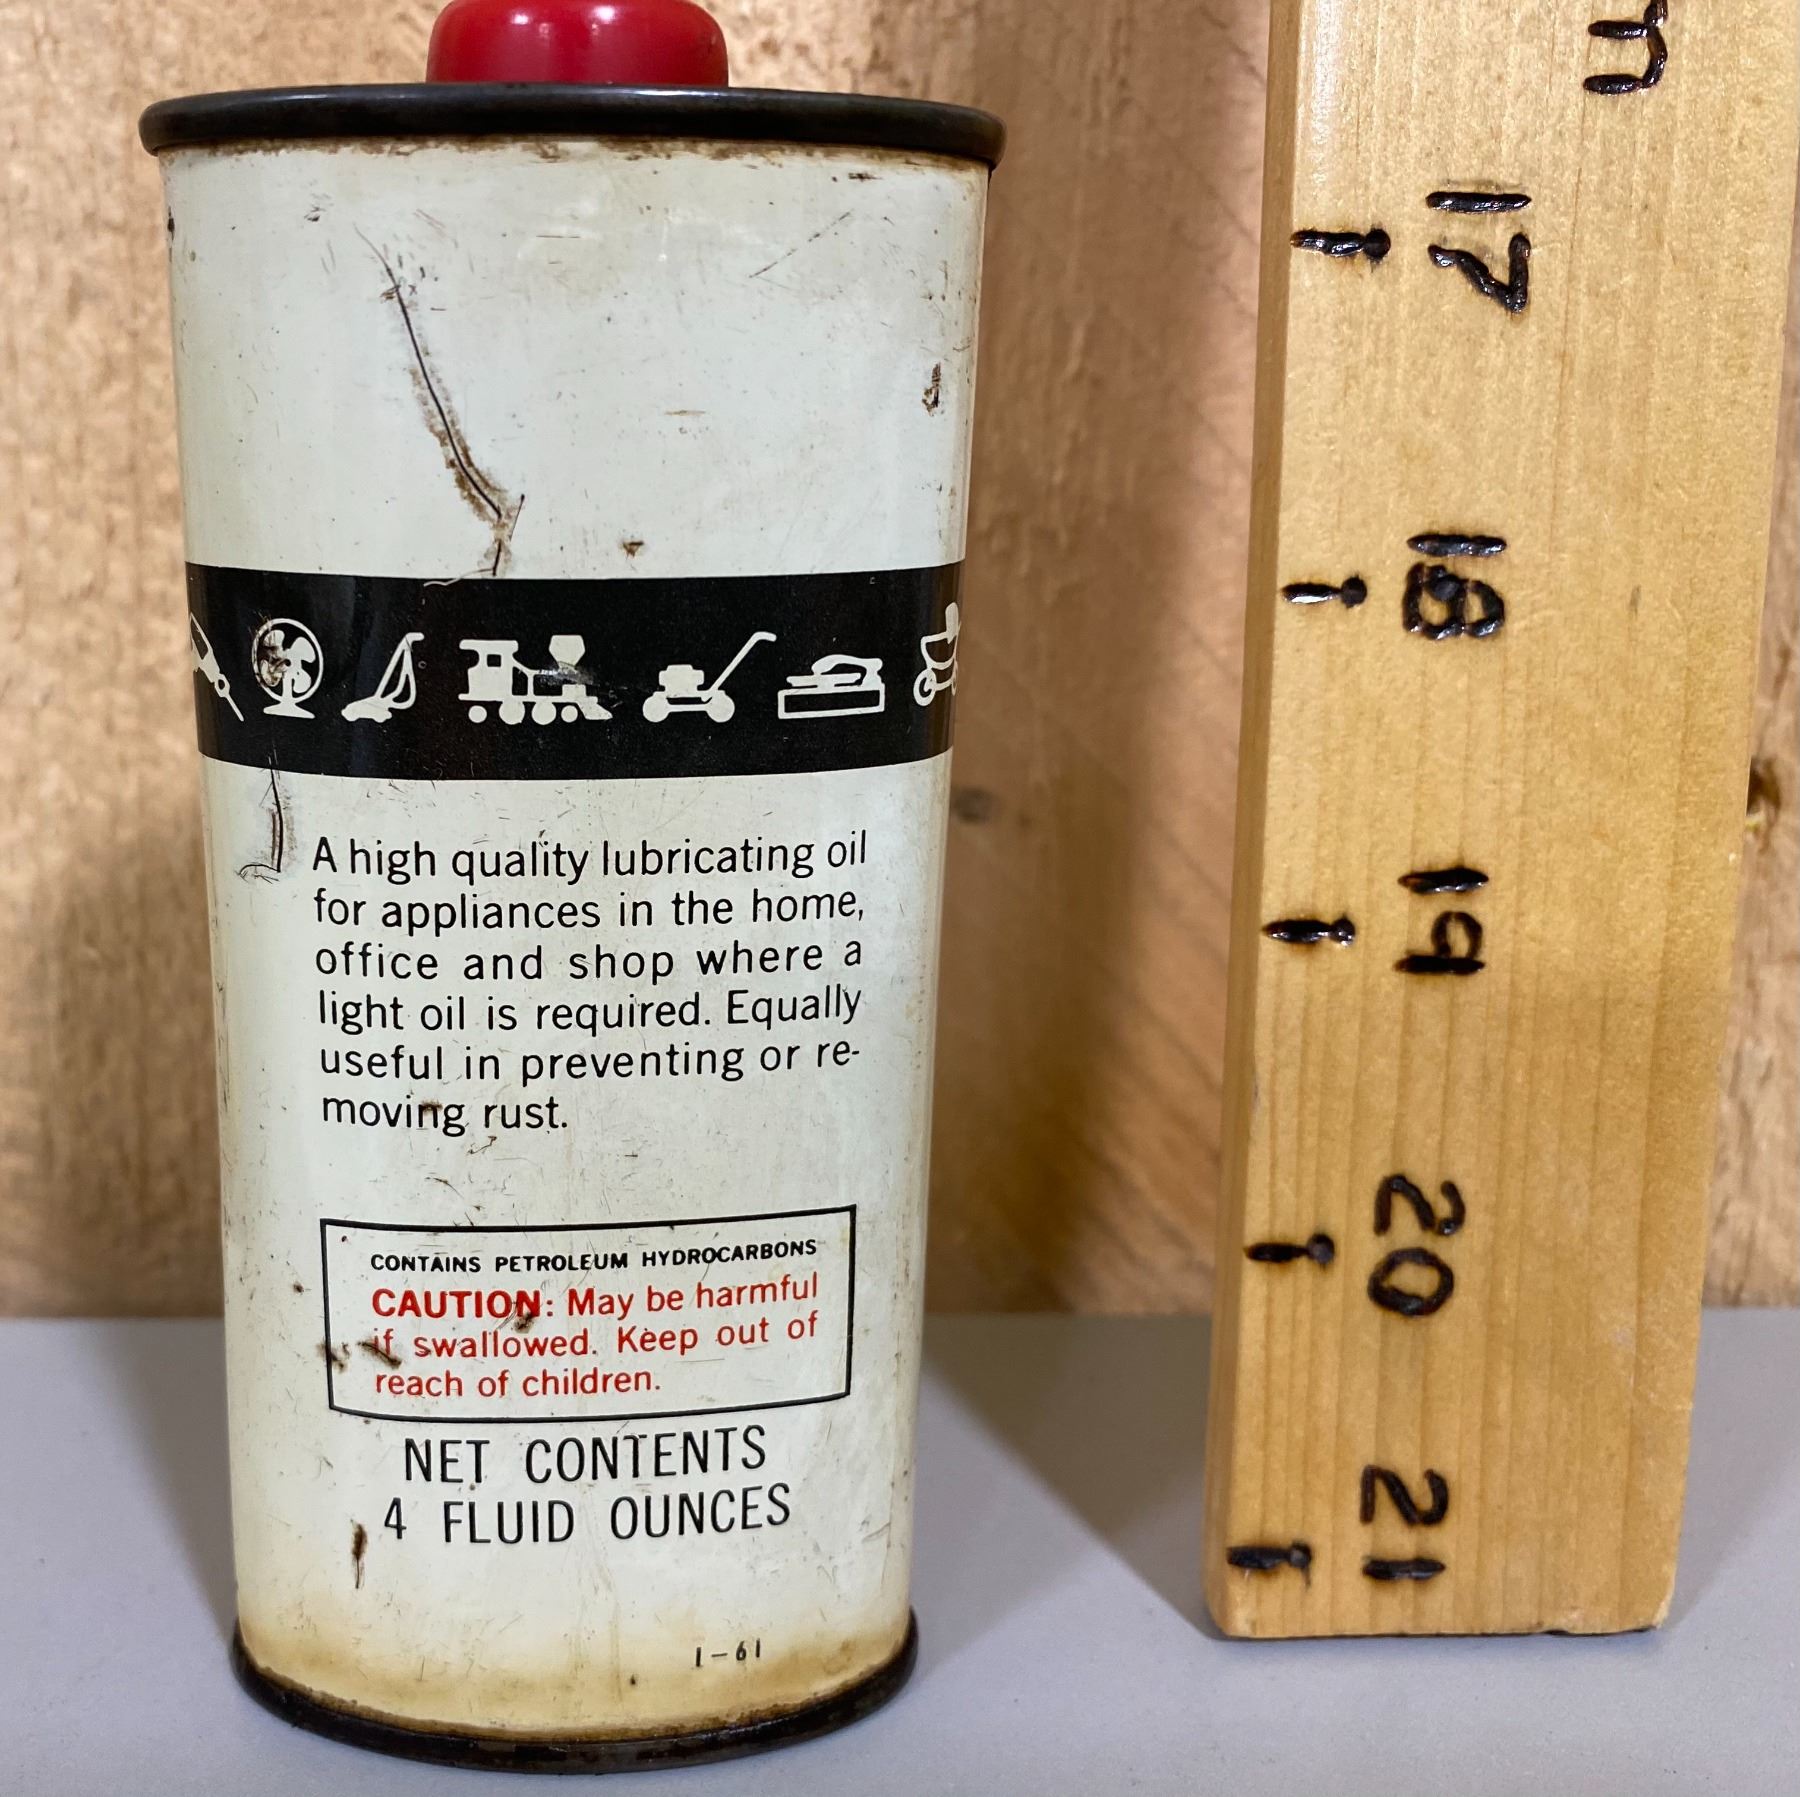 A high quality lubricating oil
for appliances in the home,
office and shop where a
light oil is required. Equally
useful in preventing or re-
moving rust.
CONTAINS PETROLEUM HYDROCARBONS
CAUTION: May be harmful
if swallowed. Keep out of
reach of children.
NET CONTENTS
4 FLUID OUNCES
1-61
17
18
19
20
21